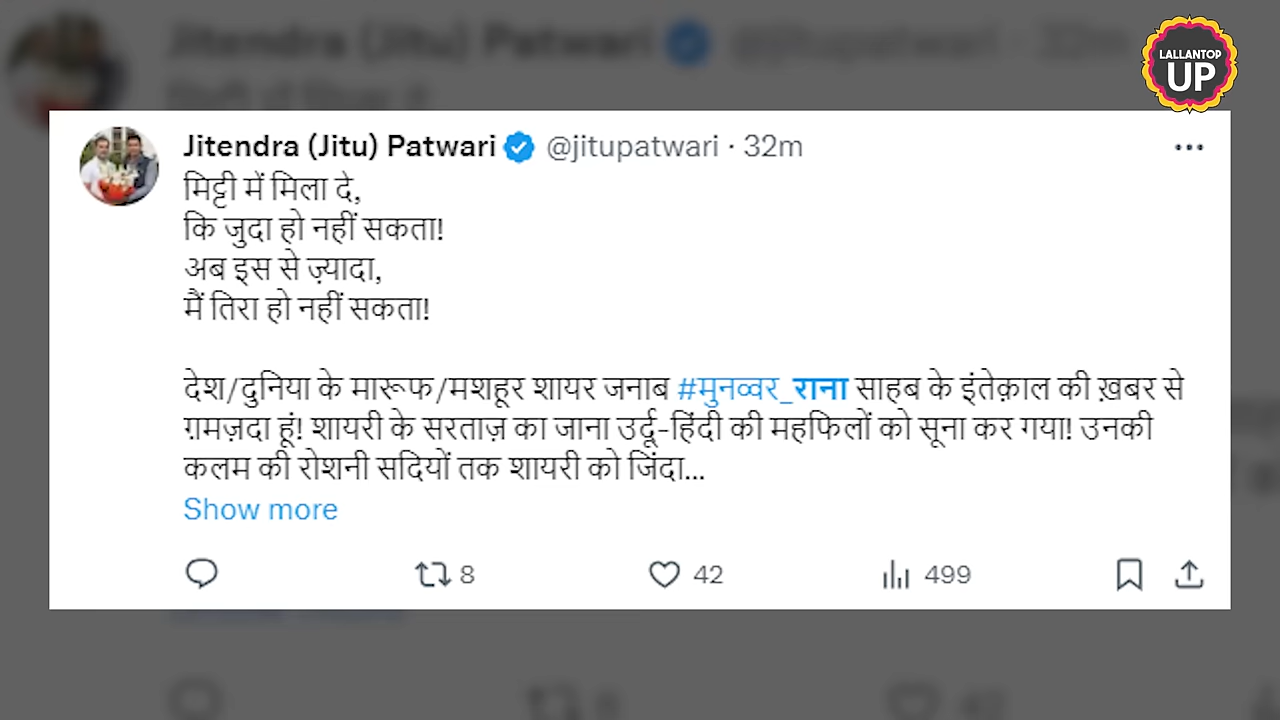 LALLANTOP
UP
Jitendra (Jitu) Patwari @jitupatwari · 32m
मिट्टी में मिला दे,
कि जुदा हो नहीं सकता!
अब इस से ज़्यादा,
मैं तिरा हो नहीं सकता!
देश/दुनिया के मारूफ/मशहूर शायर जनाब #मुनव्वर_राना साहब के इंतेक़ाल की ख़बर से
ग़मज़दा हूं! शायरी के सरताज़ का जाना उर्दू-हिंदी की महफिलों को सूना कर गया! उनकी
कलम की रोशनी सदियों तक शायरी को जिंदा...
Show more
8 42 499